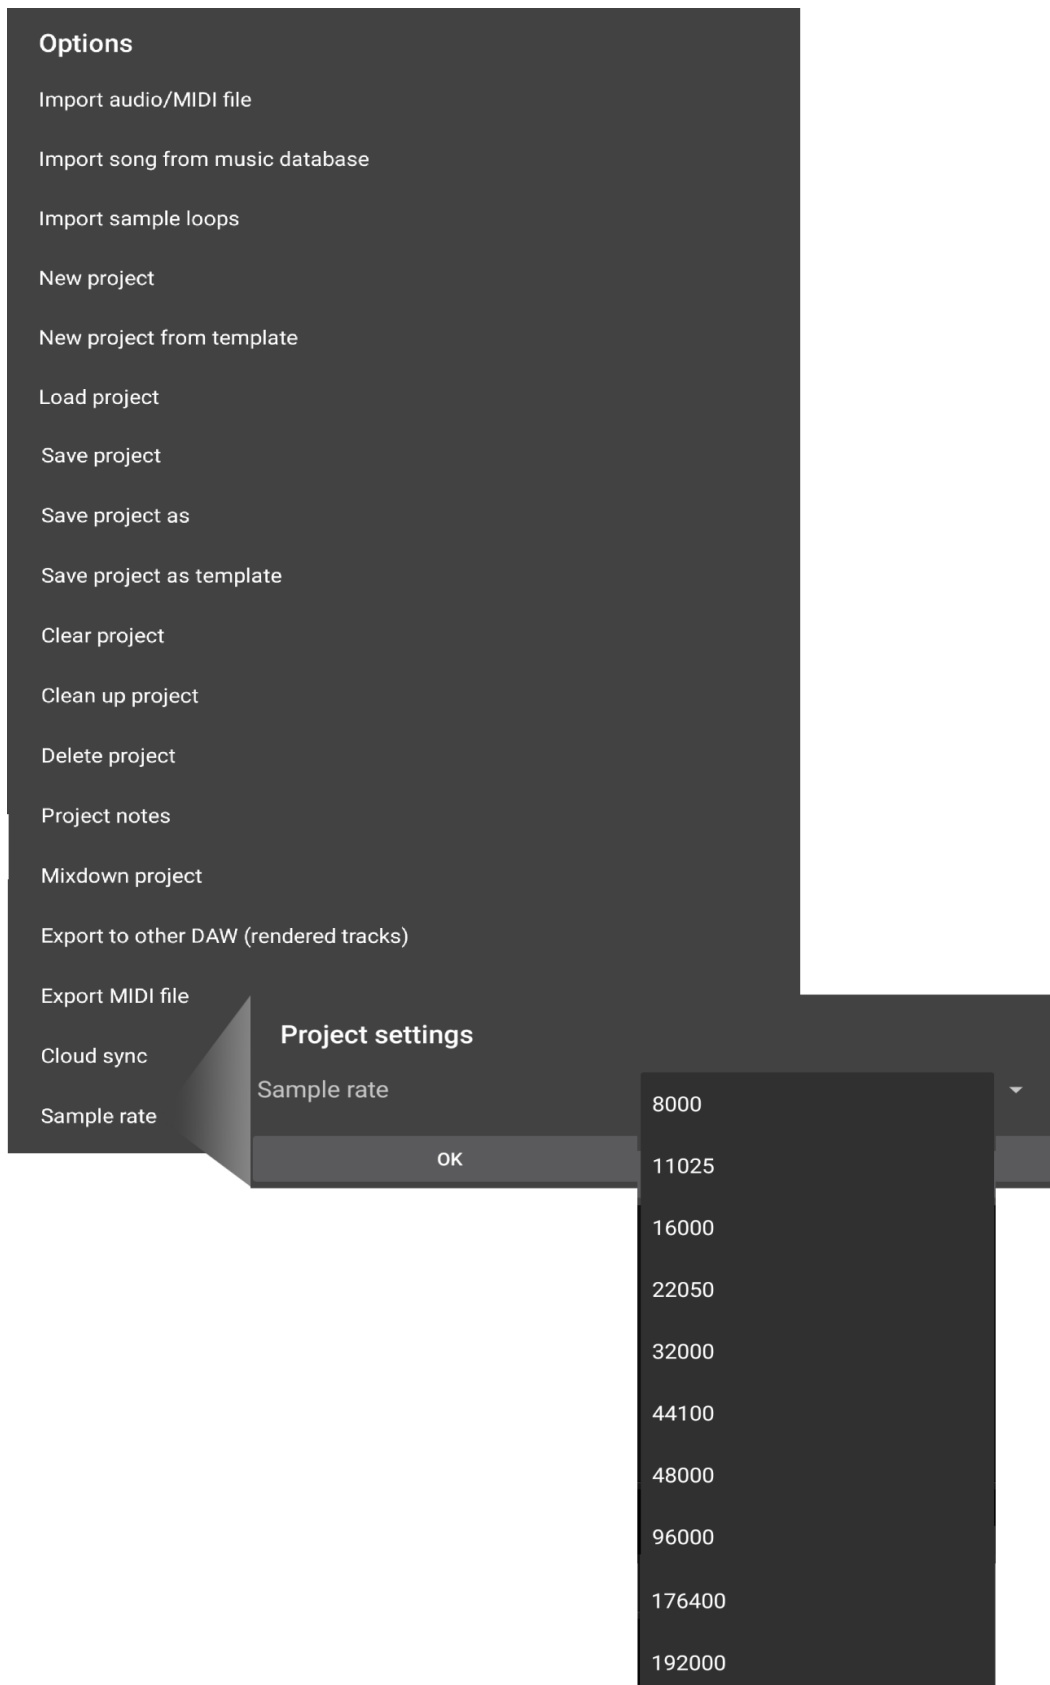 Options
Import audio/MIDI file
Import song from music database
Import sample loops
New project
New project from template
Load project
Save project
Save project as
Save project as template
Clear project
Clean up project
Delete project
Project notes
Mixdown project
Export to other DAW (rendered tracks)
Export MIDI file
Cloud sync
Sample rate
Project settings
Sample rate
OK
8000
11025
16000
22050
32000
44100
48000
96000
176400
192000